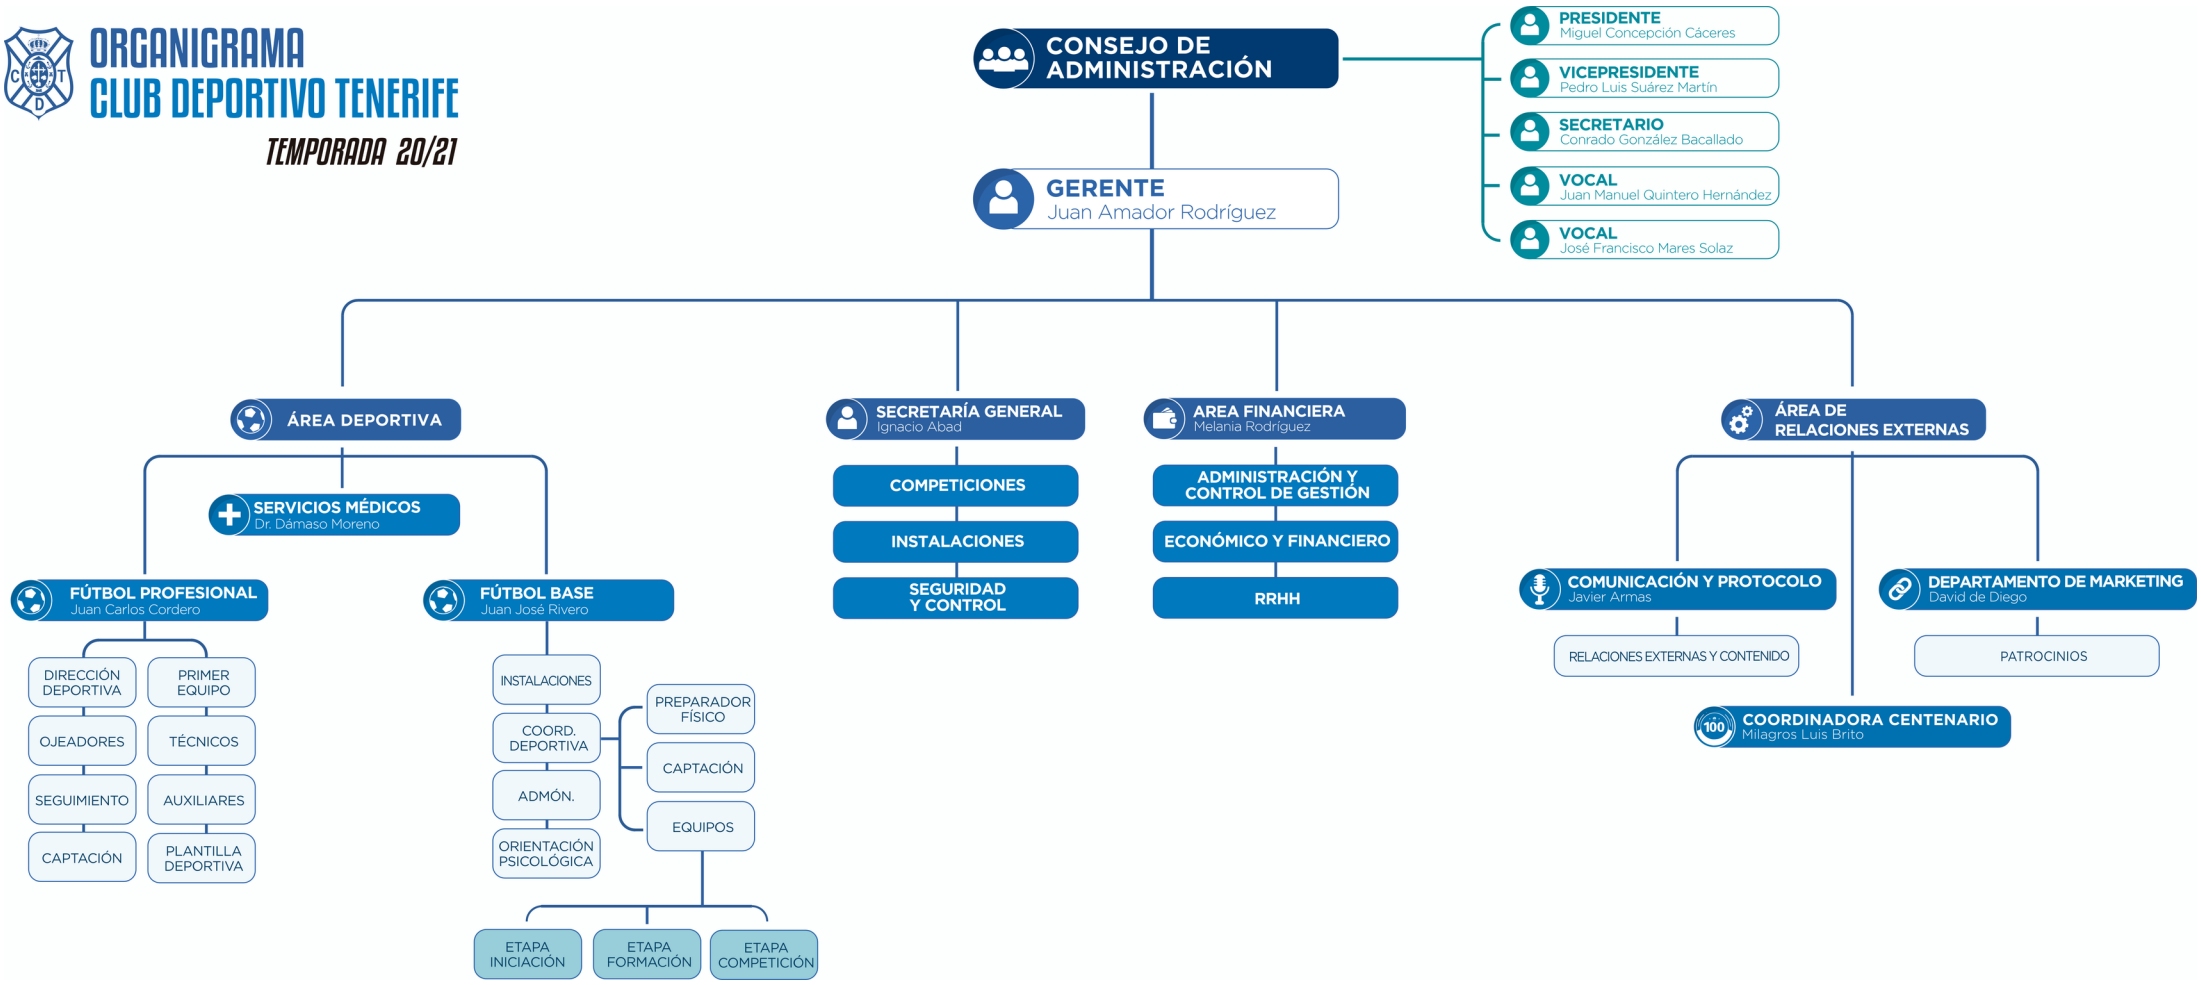 ORGANIGRAMA
CLUB DEPORTIVO TENERIFE
TEMPORADA 20/21
C T
D
CONSEJO DE
ADMINISTRACIÓN
PRESIDENTE
Miguel Concepción Cáceres
VICEPRESIDENTE
Pedro Luis Suárez Martín
SECRETARIO
Conrado González Bacallado
VOCAL
Juan Manuel Quintero Hernández
VOCAL
José Francisco Mares Solaz
GERENTE
Juan Amador Rodríguez
ÁREA DEPORTIVA
SERVICIOS MÉDICOS
Dr. Dámaso Moreno
FÚTBOL PROFESIONAL
Juan Carlos Cordero
DIRECCIÓN
DEPORTIVA
OJEADORES
SEGUIMIENTO
CAPTACIÓN
PRIMER
EQUIPO
TÉCNICOS
AUXILIARES
PLANTILLA
DEPORTIVA
FÚTBOL BASE
Juan José Rivero
INSTALACIONES
COORD.
DEPORTIVA
ADMÓN.
ORIENTACIÓN
PSICOLÓGICA
PREPARADOR
FÍSICO
CAPTACIÓN
EQUIPOS
ETAPA
INICIACIÓN
ETAPA
FORMACIÓN
ETAPA
COMPETICIÓN
SECRETARÍA GENERAL
Ignacio Abad
COMPETICIONES
INSTALACIONES
SEGURIDAD
Y CONTROL
AREA FINANCIERA
Melania Rodríguez
ADMINISTRACIÓN Y
CONTROL DE GESTIÓN
ECONÓMICO Y FINANCIERO
RRHH
ÁREA DE
RELACIONES EXTERNAS
COMUNICACIÓN Y PROTOCOLO
Javier Armas
RELACIONES EXTERNAS Y CONTENIDO
DEPARTAMENTO DE MARKETING
David de Diego
PATROCINIOS
100
COORDINADORA CENTENARIO
Milagros Luis Brito